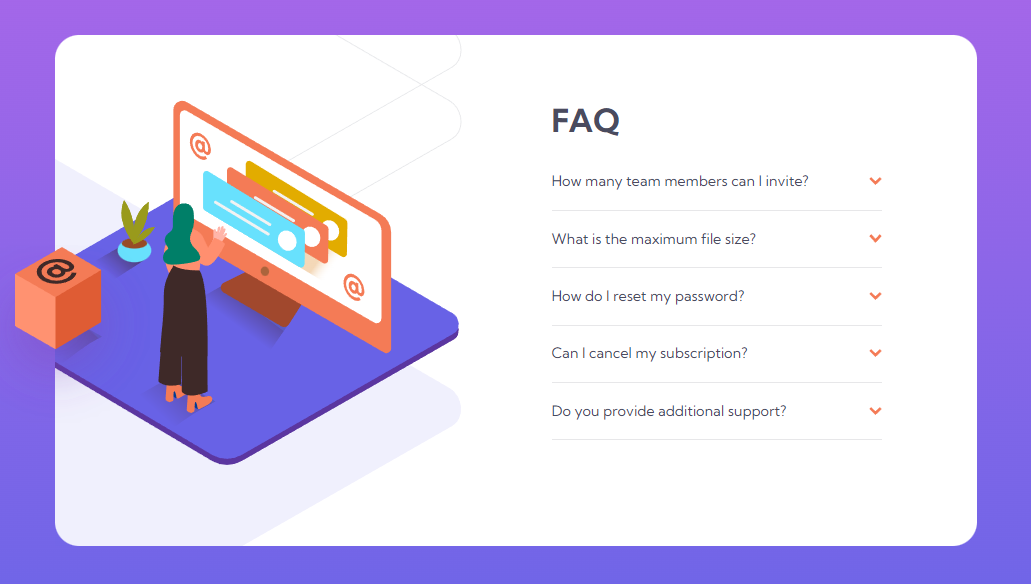 FAQ
How many team members can I invite?
What is the maximum file size?
How do I reset my password?
Can I cancel my subscription?
Do you provide additional support?
@
@
@